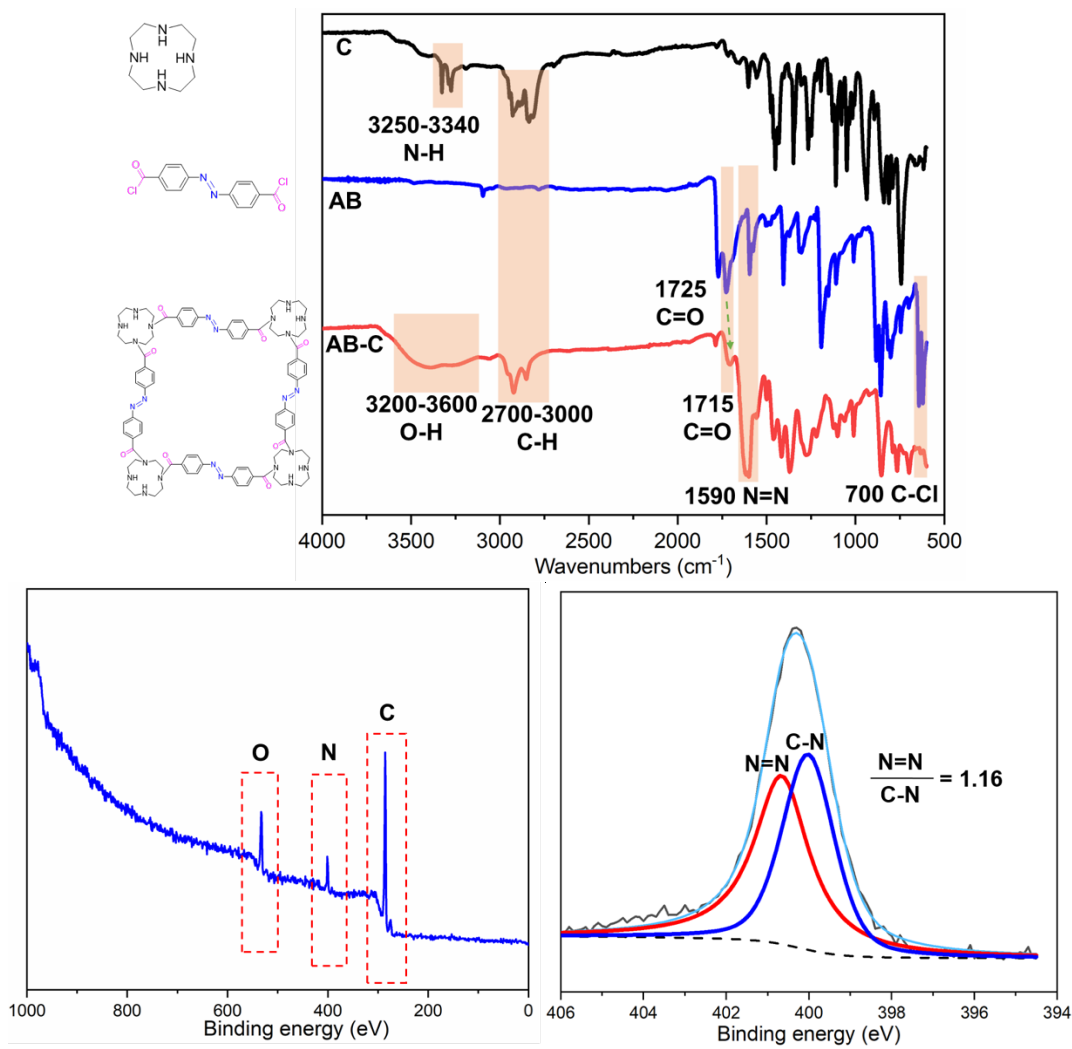 H
N
NH
HN
N
H
C
3250-3340
N-H
O
Cl
N
N
Cl
O
AB
1725
C=O
AB-C
3200-3600
O-H
2700-3000
C-H
1715
C=O
1590 N=N
700 C-Cl
4000 3500 3000 2500 2000 1500 1000 500
Wavenumbers (cm-1)
O
N
C
1000 800 600 400 200 0
Binding energy (eV)
N=N
C-N
N=N
C-N
= 1.16
406 404 402 400 398 396 394
Binding energy (eV)